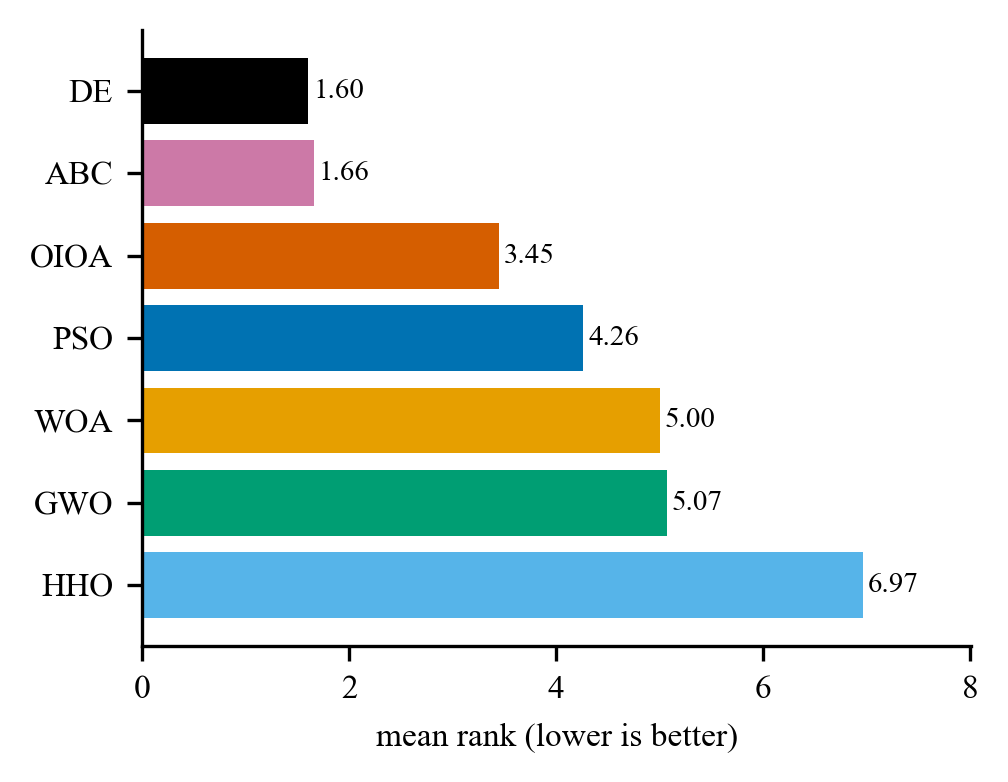 DE 1.60
ABC 1.66
OIOA 3.45
PSO 4.26
WOA 5.00
GWO 5.07
HHO 6.97
0 2 4 6 8
mean rank (lower is better)